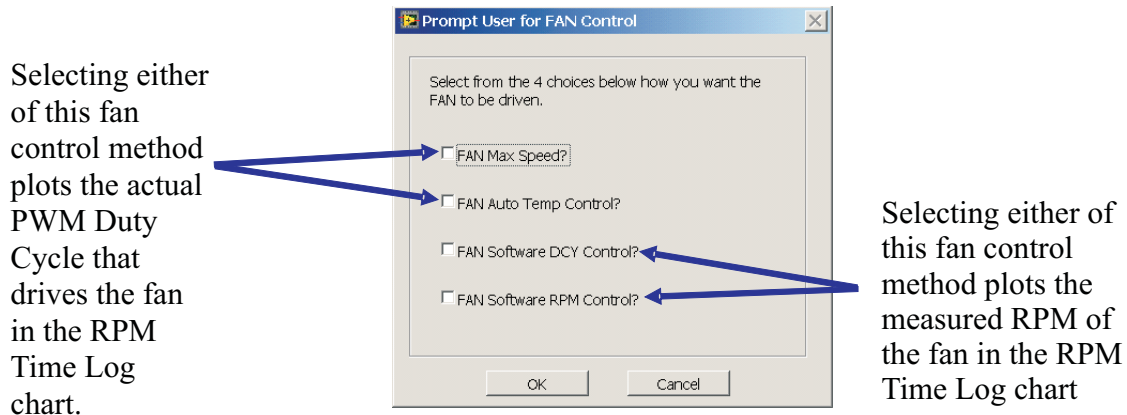 Selecting either
of this fan
control method
plots the actual
PWM Duty
Cycle that
drives the fan
in the RPM
Time Log
chart.
Prompt User for FAN Control
Select from the 4 choices below how you want the
FAN to be driven.
FAN Max Speed?
FAN Auto Temp Control?
FAN Software DCY Control?
FAN Software RPM Control?
OK
Cancel
Selecting either of
this fan control
method plots the
measured RPM of
the fan in the RPM
Time Log chart